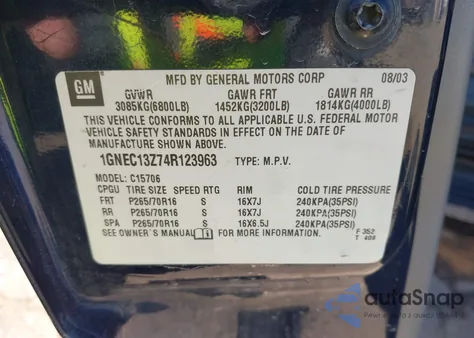 GM
MFD BY GENERAL MOTORS CORP 08/03
GVWR GAWR FRT GAWR RR
3085KG(6800LB) 1452KG(3200LB) 1814KG(4000LB)
THIS VEHICLE CONFORMS TO ALL APPLICABLE U.S. FEDERAL MOTOR
VEHICLE SAFETY STANDARDS IN EFFECT ON THE DATE OF
MANUFACTURE SHOWN ABOVE.
1GNEC13Z74R123963 TYPE: M.P.V.
MODEL: C15706
CPGU TIRE SIZE SPEED RTG RIM COLD TIRE PRESSURE
FRT P265/70R16 S 16X7J 240KPA(35PSI)
RR P265/70R16 S 16X7J 240KPA(35PSI)
SPA P265/70R16 S 16X6.5J 240KPA(35PSI)
SEE OWNER'S MANUAL FOR MORE INFORMATION.
F 352
T 400
autoSnap